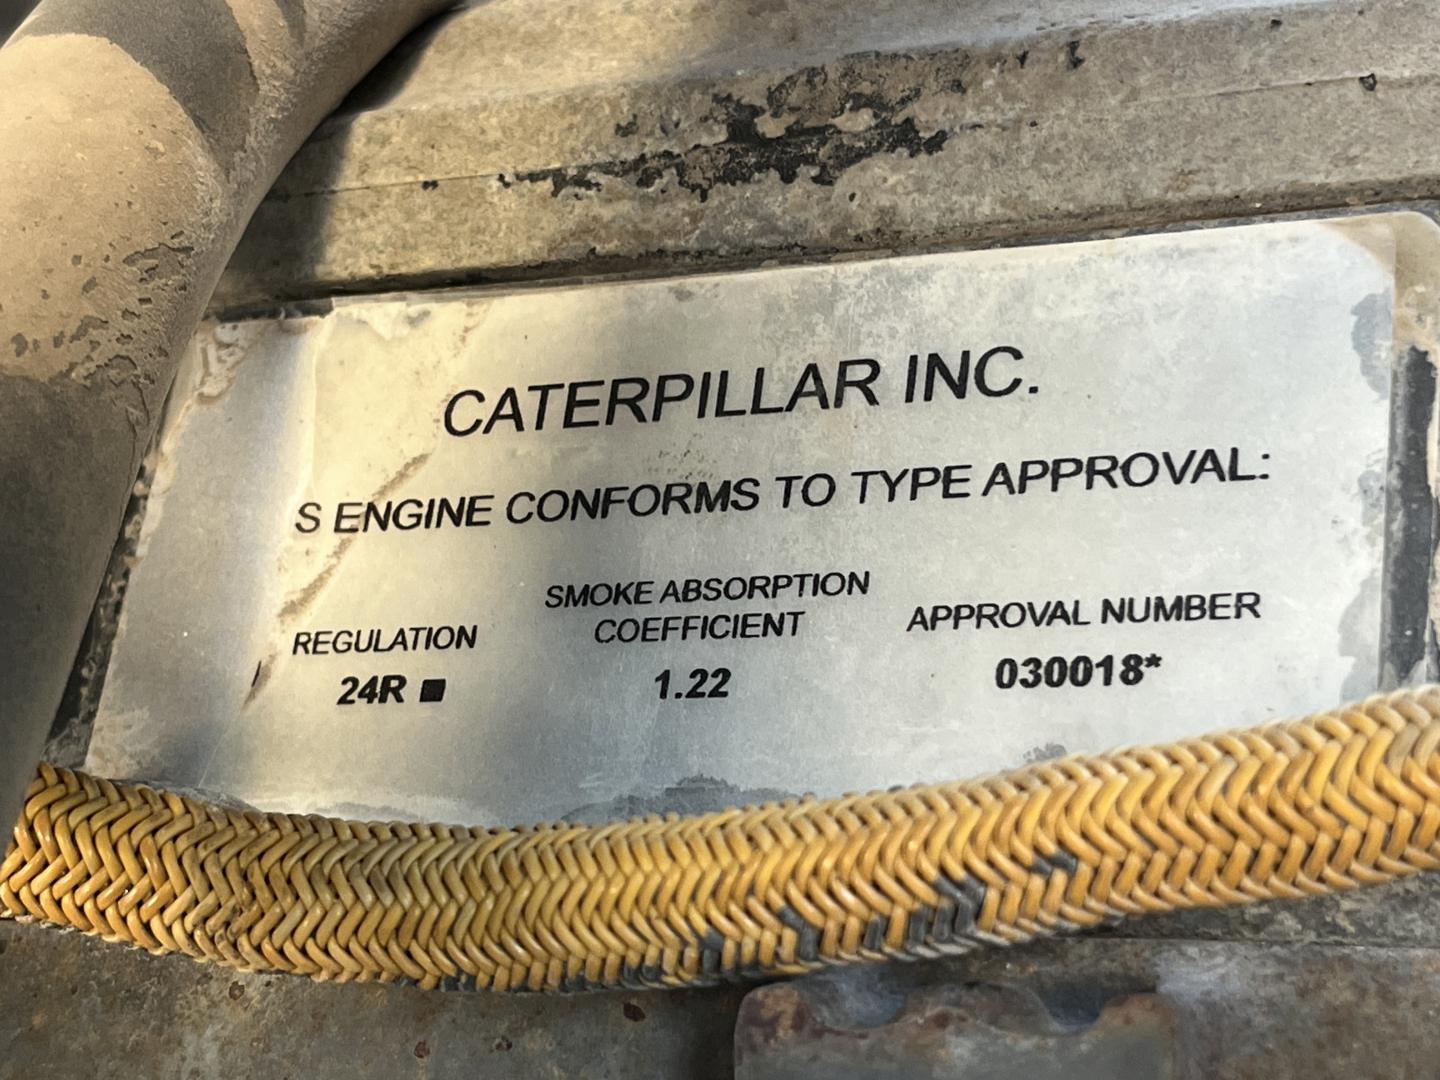 CATERPILLAR INC.
S ENGINE CONFORMS TO TYPE APPROVAL:
REGULATION
24R ■
SMOKE ABSORPTION
COEFFICIENT
1.22
APPROVAL NUMBER
030018*